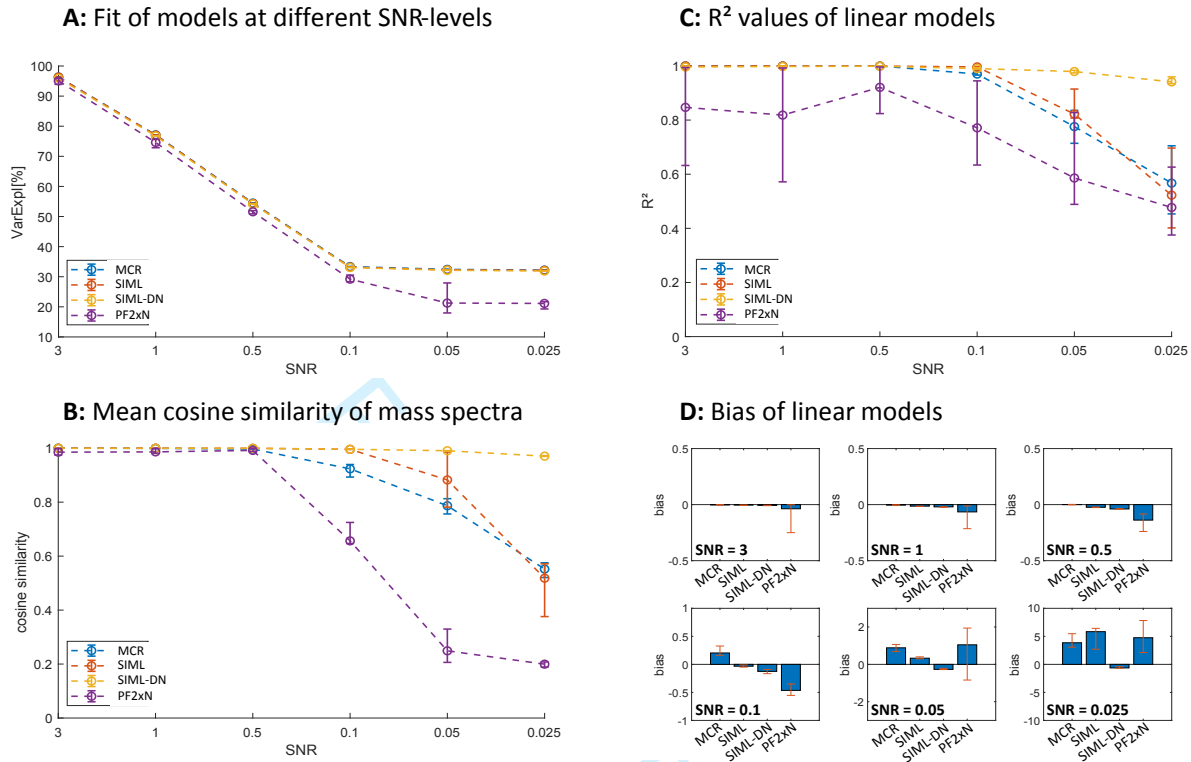 A: Fit of models at different SNR-levels
100
90
80
70
60
50
40
30
20
10
VarExpl[%]
MCR
SIML
SIML-DN
PF2xN
3 1 0.5 0.1 0.05 0.025
SNR
C: R² values of linear models
1
0.8
0.6
0.4
0.2
0
R²
MCR
SIML
SIML-DN
PF2xN
3 1 0.5 0.1 0.05 0.025
SNR
B: Mean cosine similarity of mass spectra
1
0.8
0.6
0.4
0.2
0
cosine similarity
MCR
SIML
SIML-DN
PF2xN
3 1 0.5 0.1 0.05 0.025
SNR
D: Bias of linear models
0.5
0
-0.5
bias
SNR = 3
MCR SIML SIML-DN PF2xN
0.5
0
-0.5
bias
SNR = 1
MCR SIML SIML-DN PF2xN
0.5
0
-0.5
bias
SNR = 0.5
MCR SIML SIML-DN PF2xN
1
0.5
0
-0.5
-1
bias
SNR = 0.1
MCR SIML SIML-DN PF2xN
2
0
-2
bias
SNR = 0.05
MCR SIML SIML-DN PF2xN
10
5
0
-5
-10
bias
SNR = 0.025
MCR SIML SIML-DN PF2xN